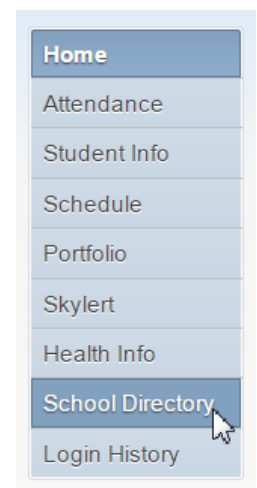 Home
Attendance
Student Info
Schedule
Portfolio
Skylert
Health Info
School Directory
Login History